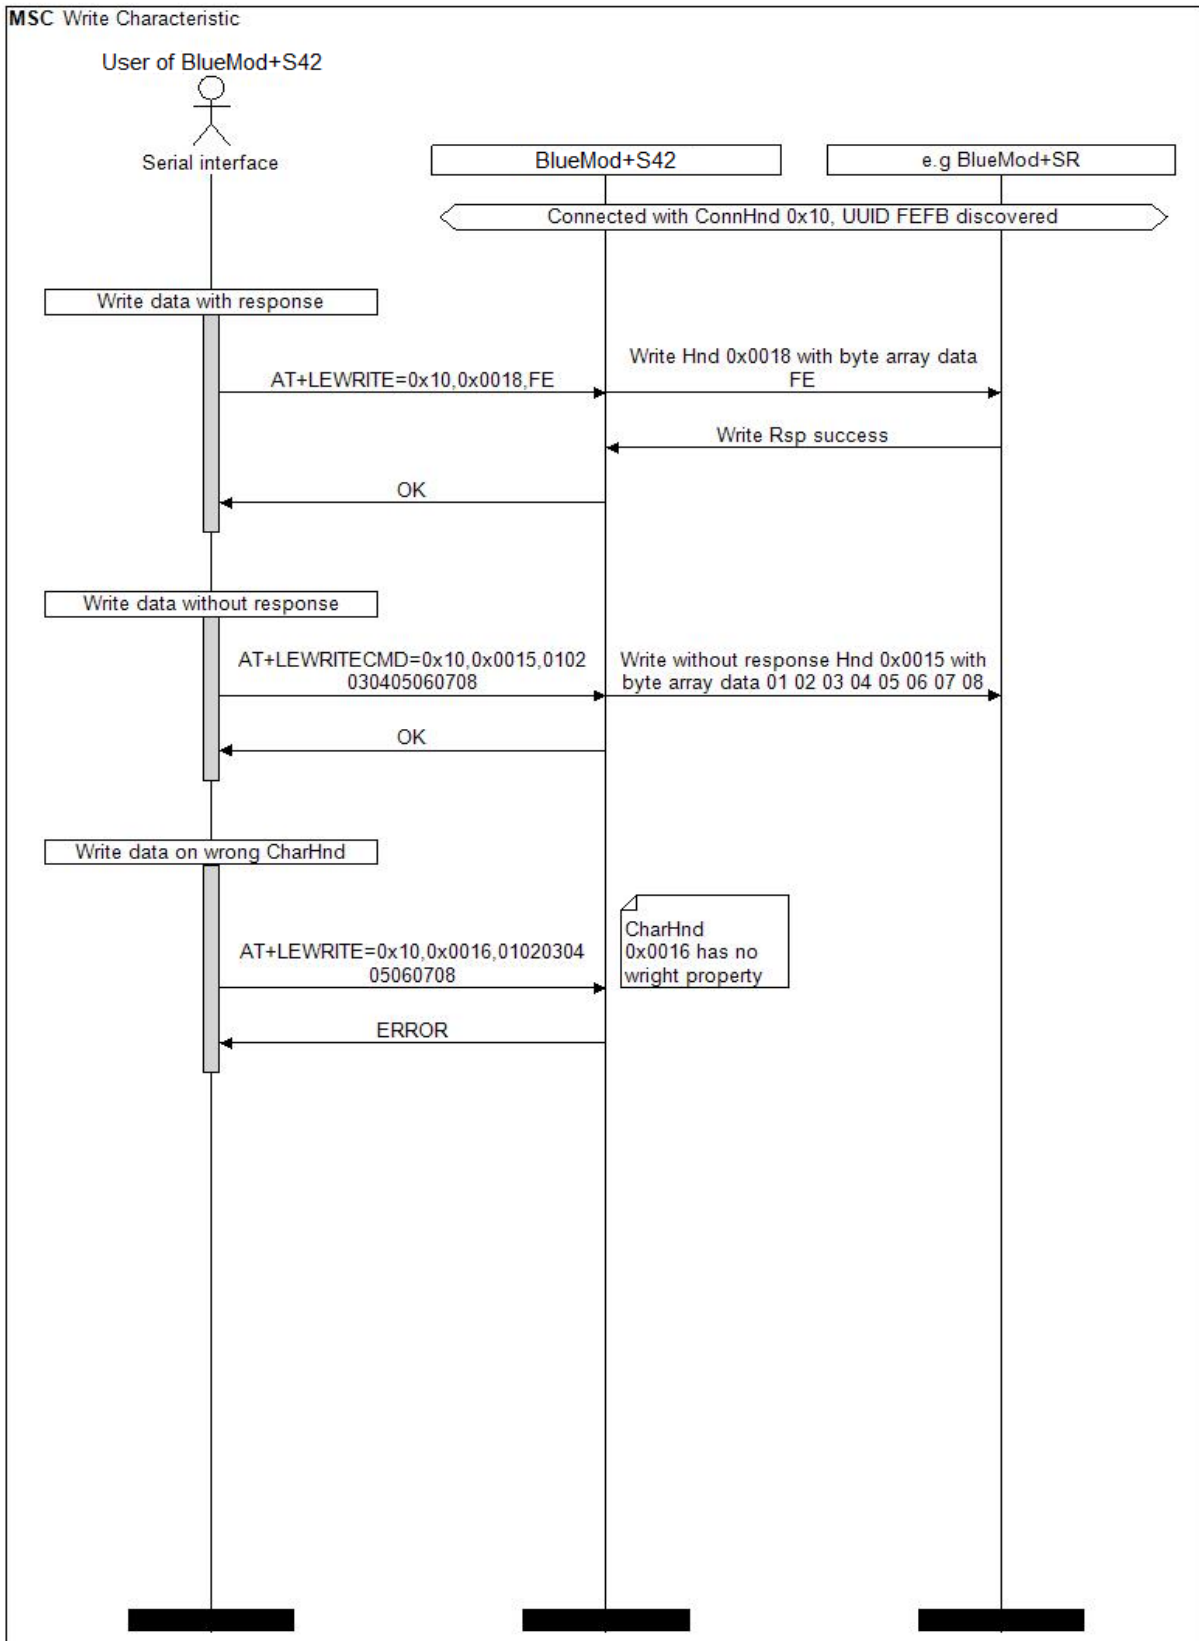 MSC Write Characteristic
User of BlueMod+S42
Serial interface
BlueMod+S42
e.g BlueMod+SR
Connected with ConnHnd 0x10, UUID FEFB discovered
Write data with response
AT+LEWRITE=0x10,0x0018,FE
Write Hnd 0x0018 with byte array data
FE
Write Rsp success
OK
Write data without response
AT+LEWRITECMD=0x10,0x0015,0102
030405060708
Write without response Hnd 0x0015 with
byte array data 01 02 03 04 05 06 07 08
OK
Write data on wrong CharHnd
AT+LEWRITE=0x10,0x0016,01020304
05060708
CharHnd
0x0016 has no
wright property
ERROR